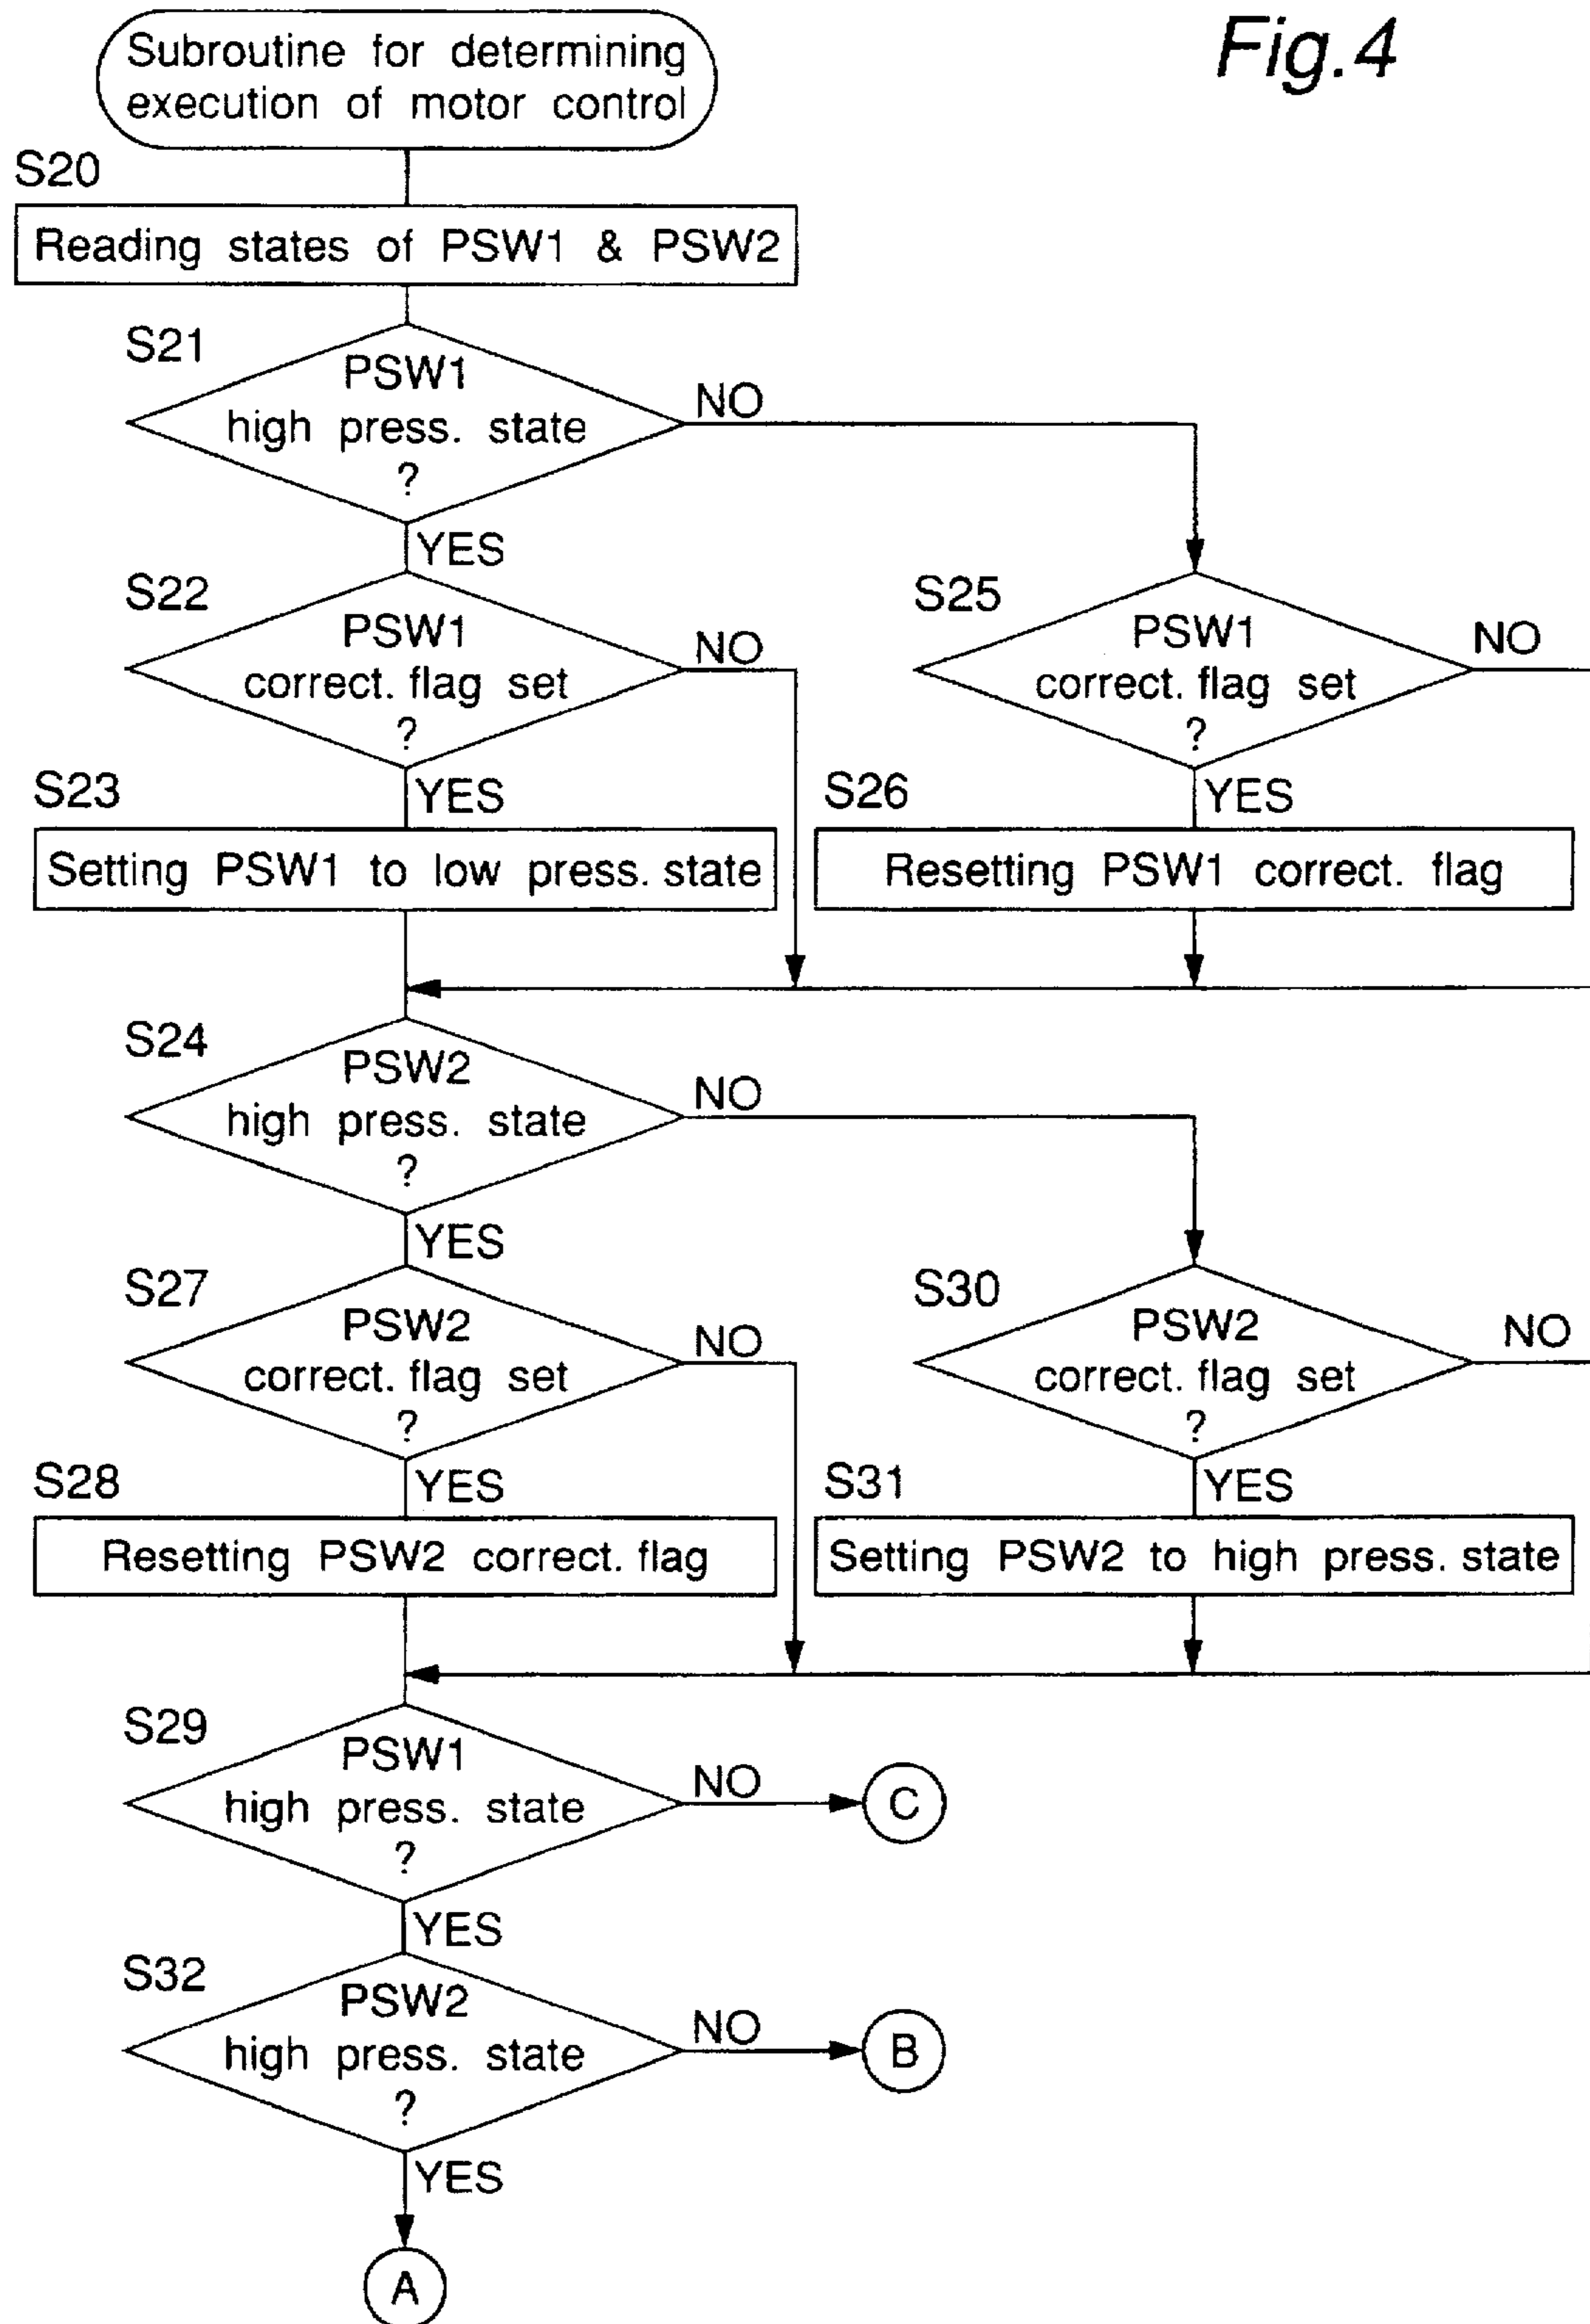 Fig.4
Subroutine for determining
execution of motor control
S20
Reading states of PSW1 & PSW2
S21
PSW1
high press. state
?
NO
YES
S22
PSW1
correct. flag set
?
NO
YES
S25
PSW1
correct. flag set
?
NO
YES
S23
Setting PSW1 to low press. state
S26
Resetting PSW1 correct. flag
S24
PSW2
high press. state
?
NO
YES
S27
PSW2
correct. flag set
?
NO
YES
S30
PSW2
correct. flag set
?
NO
YES
S28
Resetting PSW2 correct. flag
S31
Setting PSW2 to high press. state
S29
PSW1
high press. state
?
NO
C
YES
S32
PSW2
high press. state
?
NO
B
YES
A